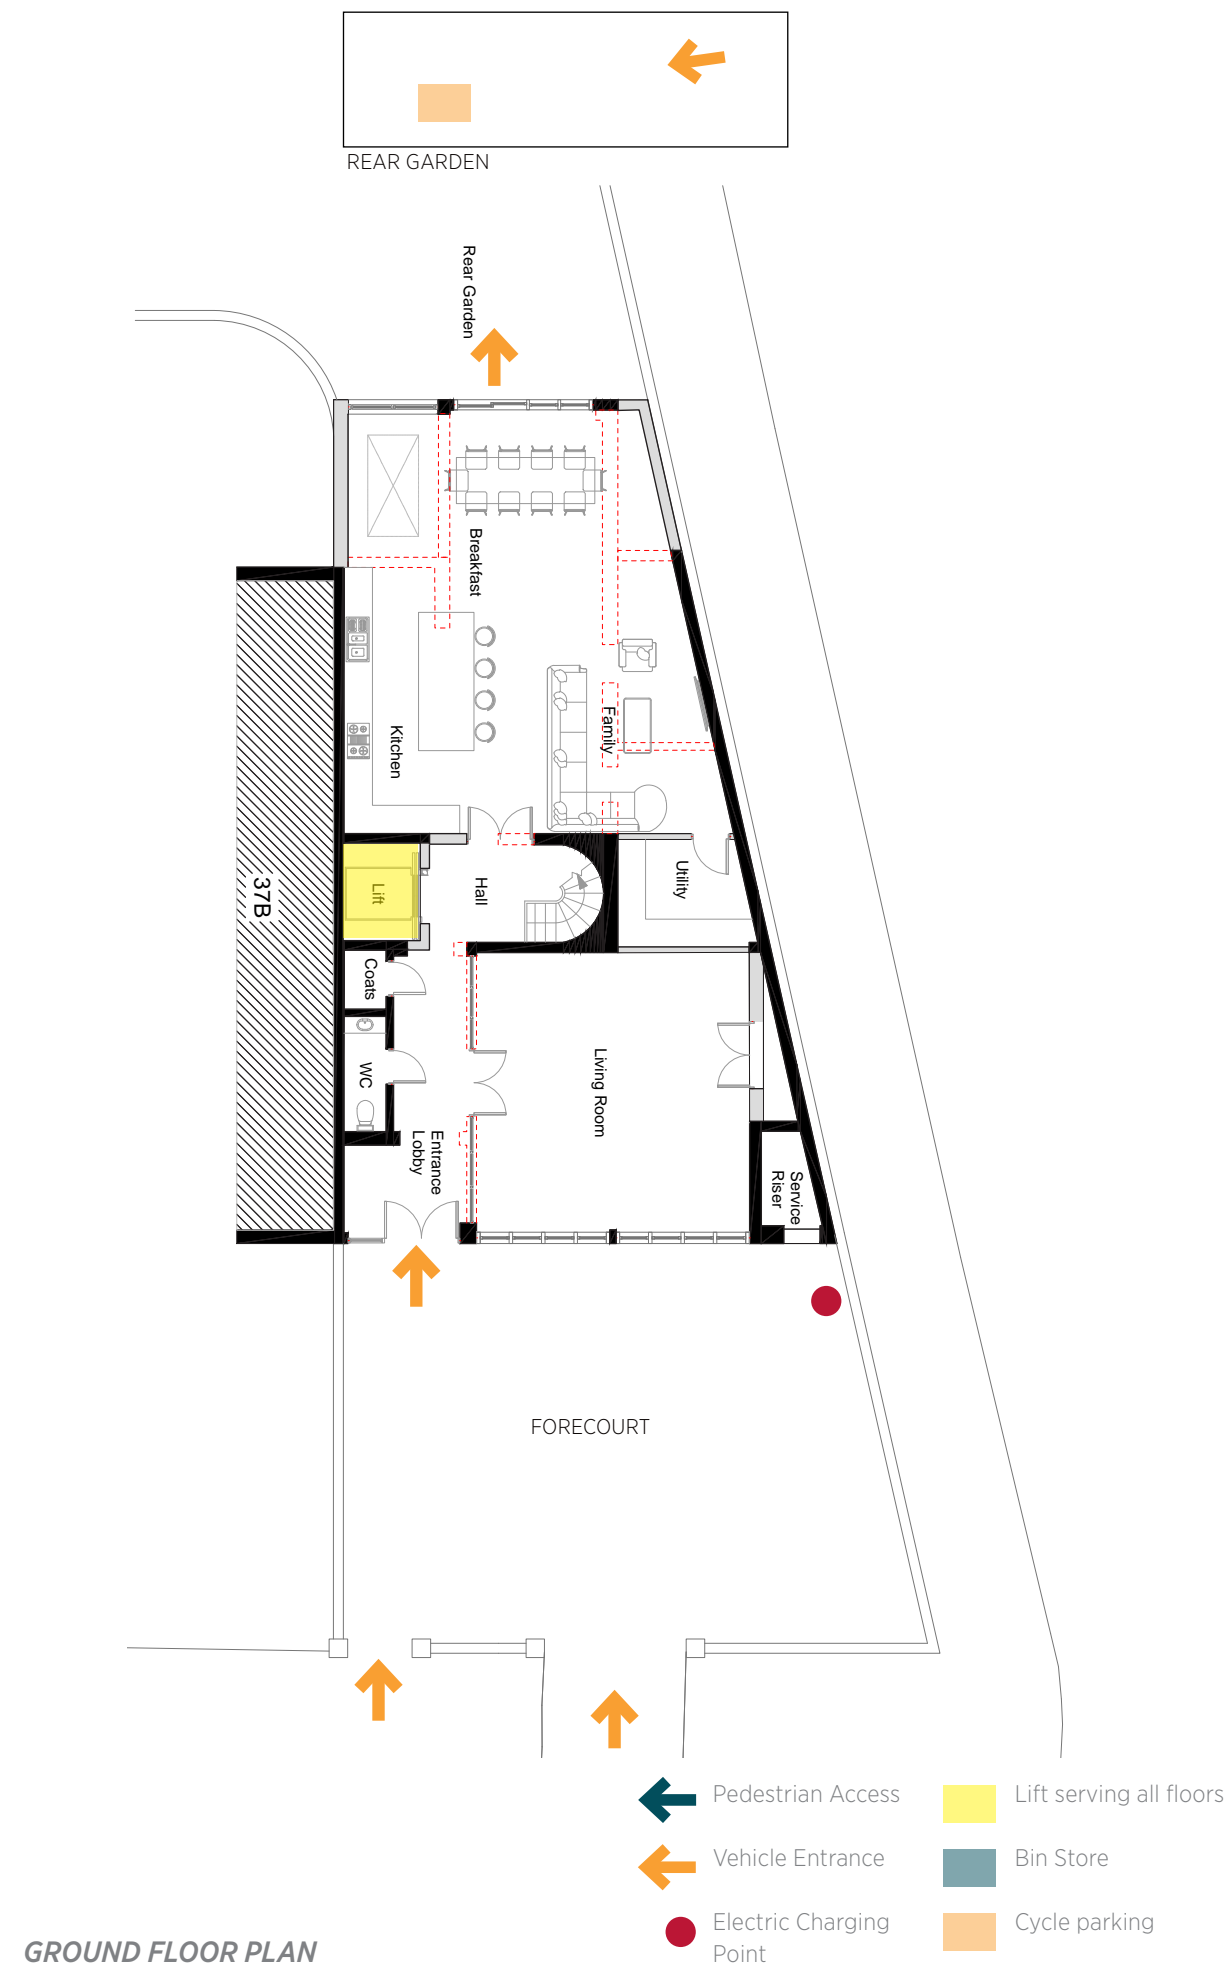 REAR GARDEN
Rear Garden
Breakfast
Family
Kitchen
Utility
Hall
Lift
37B
Coats
WC
Living Room
Entrance
Lobby
Service
Riser
FORECOURT
Pedestrian Access
Lift serving all floors
Vehicle Entrance
Bin Store
Electric Charging
Point
Cycle parking
GROUND FLOOR PLAN